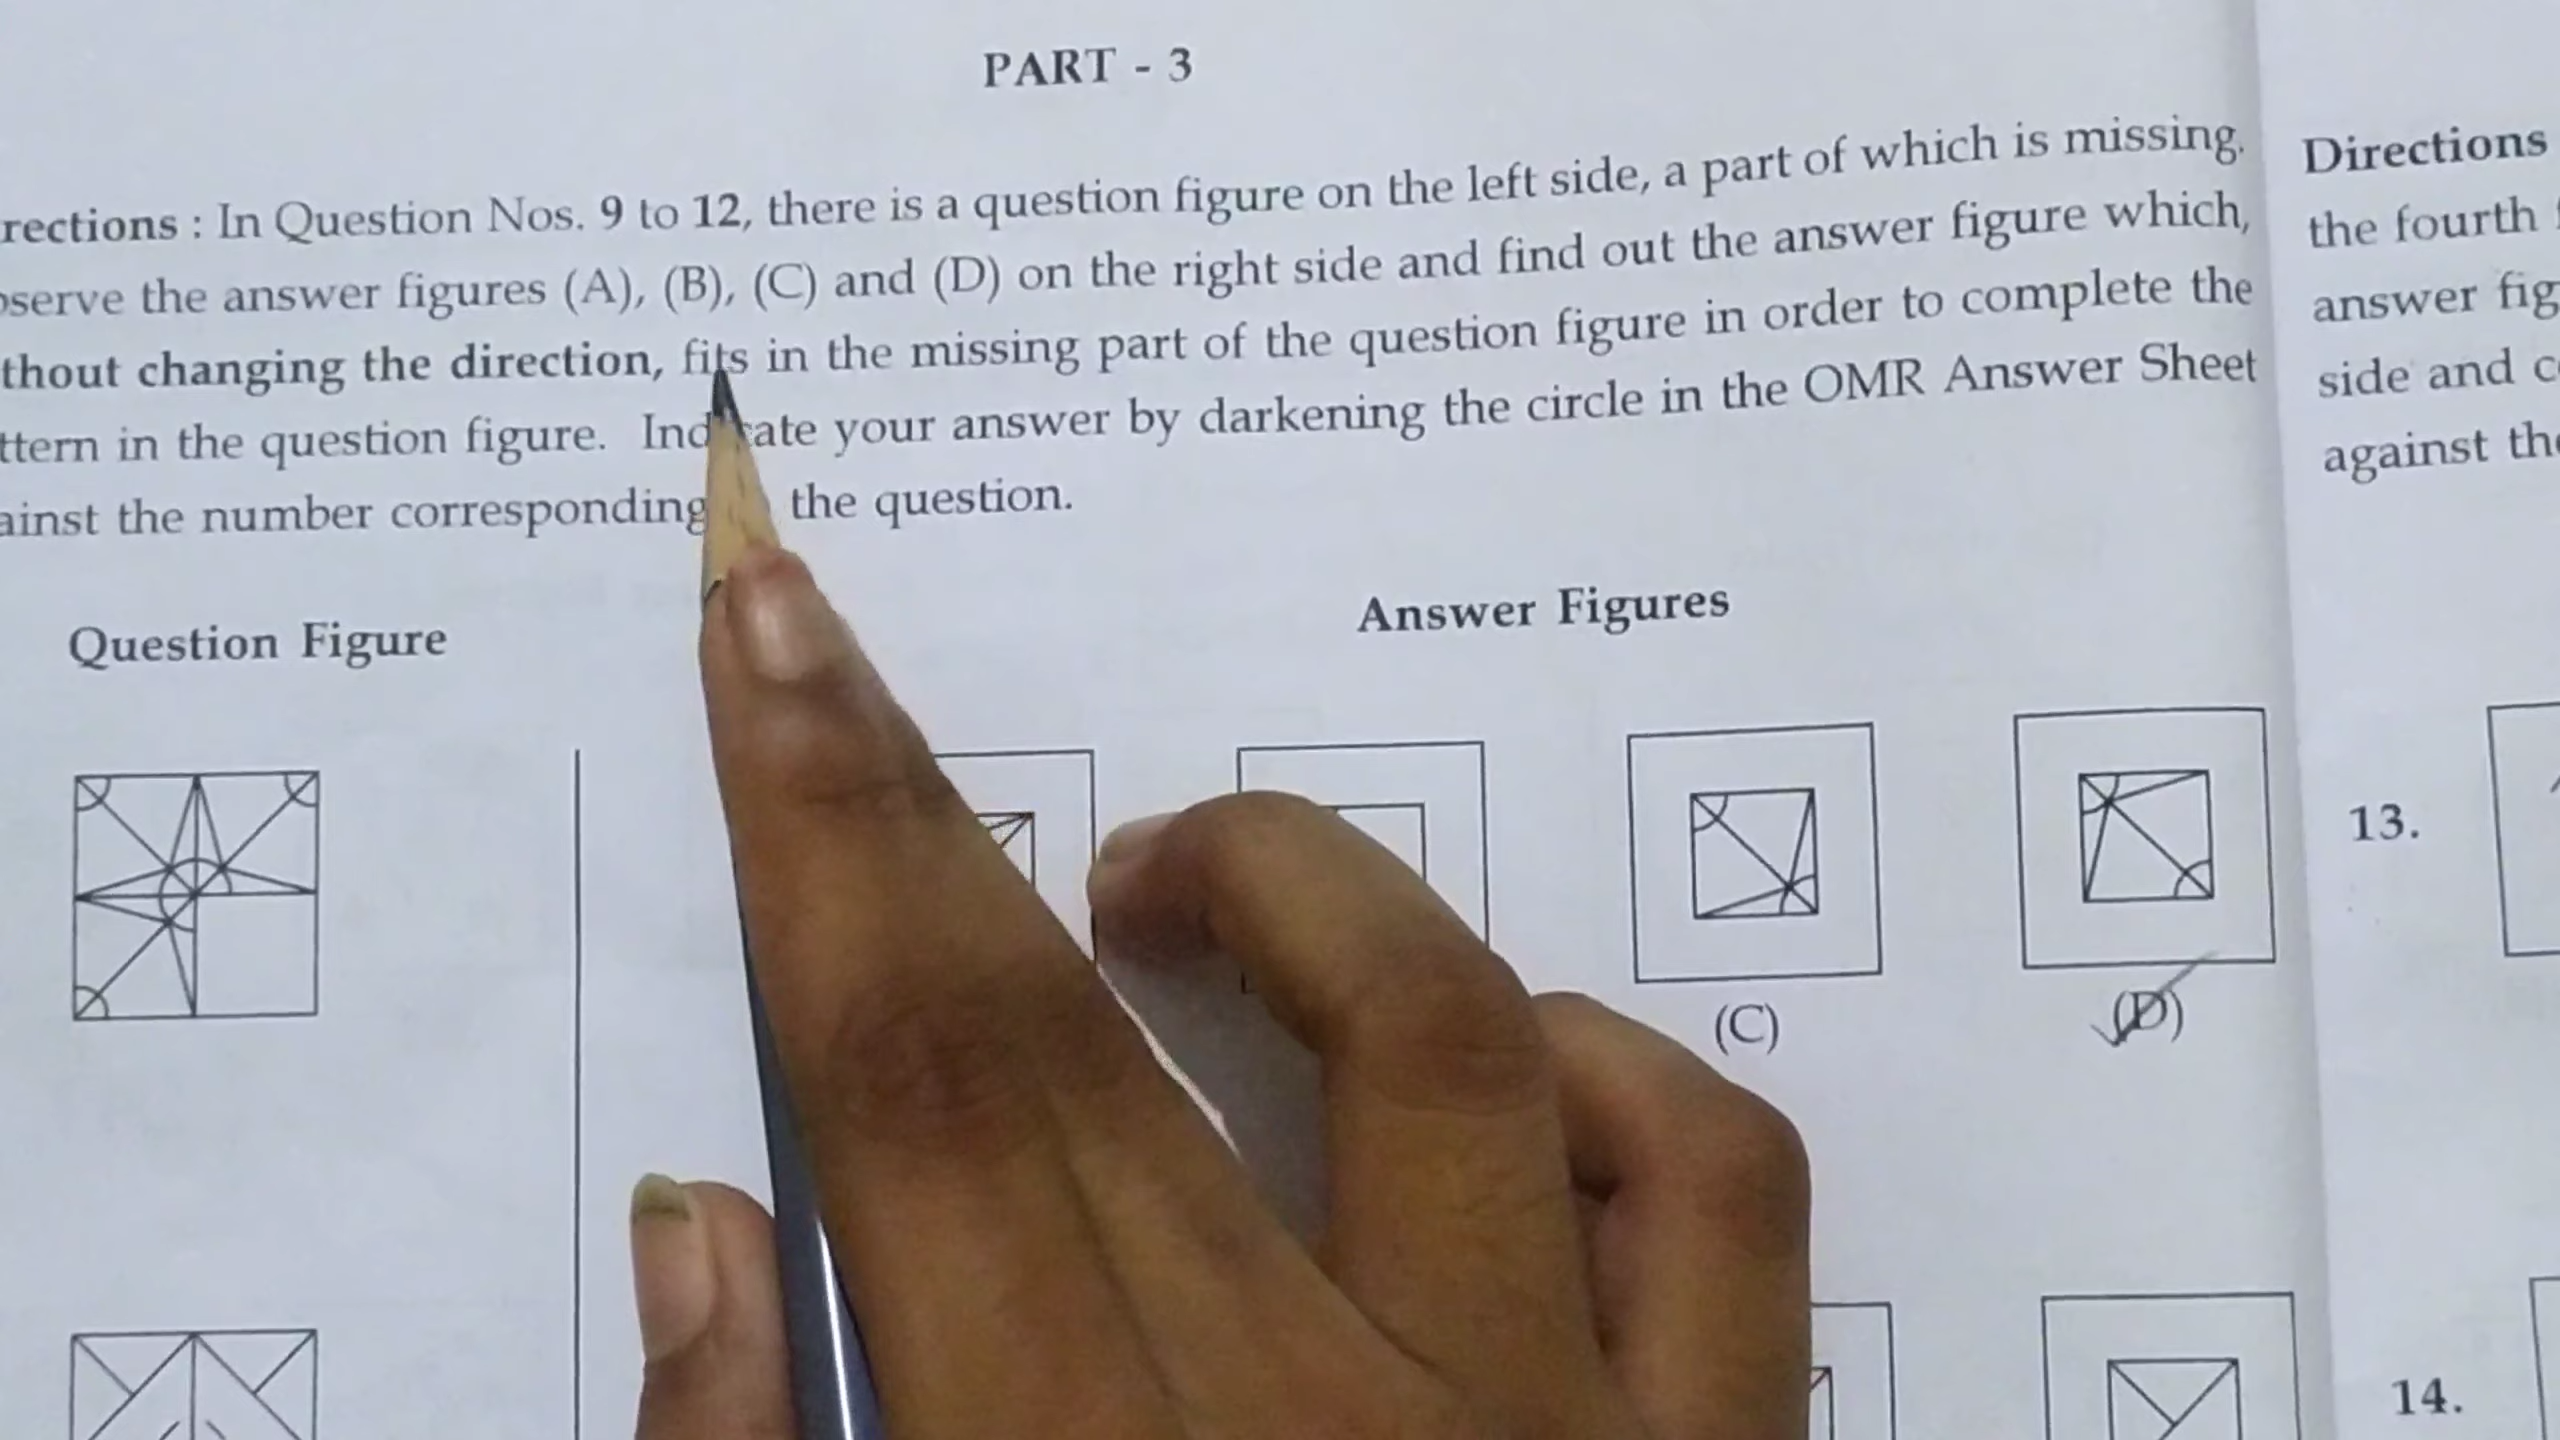 PART - 3
rections : In Question Nos. 9 to 12, there is a question figure on the left side, a part of which is missing.
serve the answer figures (A), (B), (C) and (D) on the right side and find out the answer figure which,
thout changing the direction, fits in the missing part of the question figure in order to complete the
ttern in the question figure. Indicate your answer by darkening the circle in the OMR Answer Sheet
ainst the number corresponding the question.
Question Figure
Answer Figures
(C)
(D)
Directions
the fourth
answer fig
side and c
against the
13.
14.